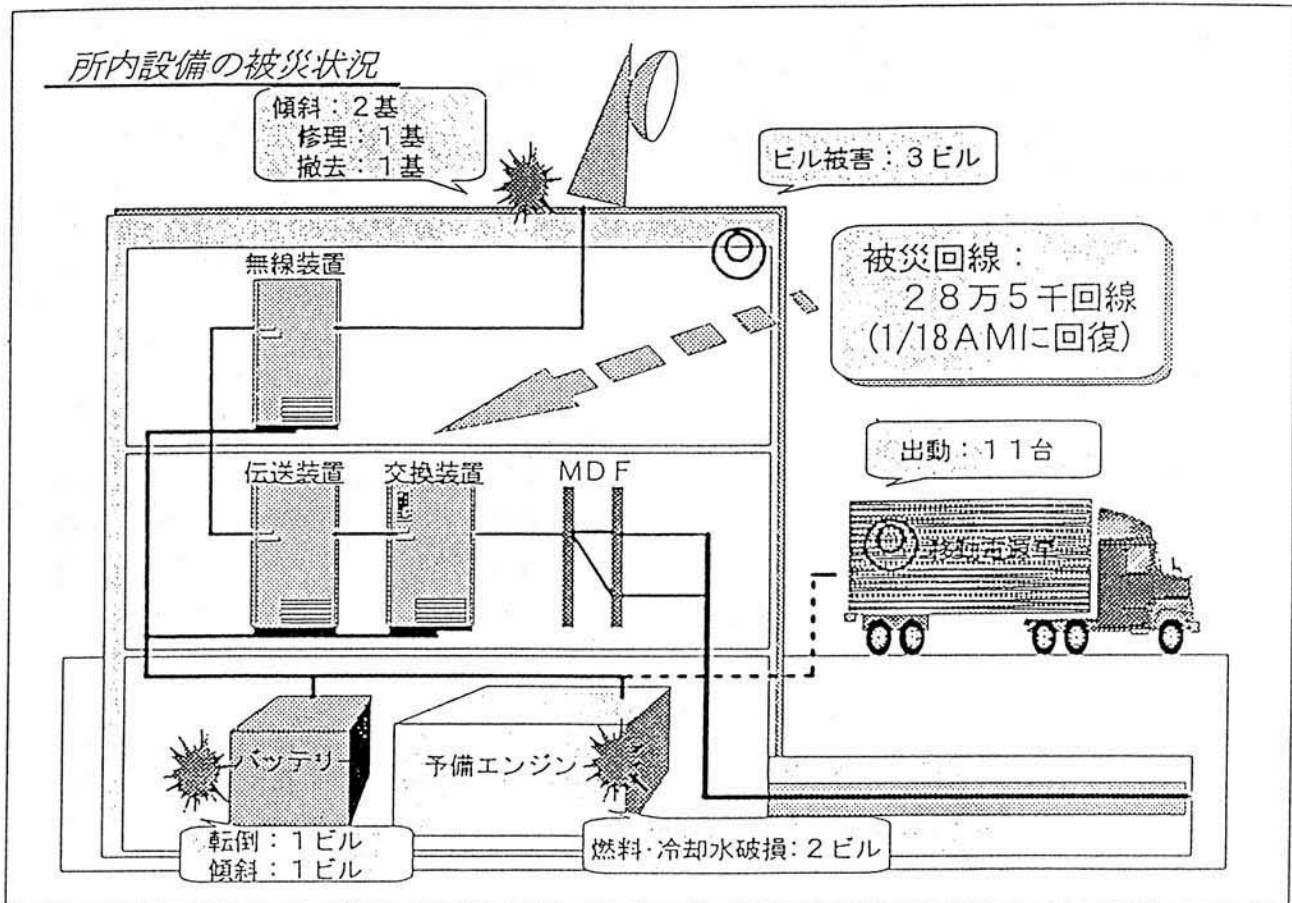 所内設備の被災状況
傾斜：2基
修理：1基
撤去：1基
ビル被害：3ビル
被災回線：
28万5千回線
(1/18AMに回復)
無線装置
出動：11台
伝送装置
交換装置
MDF
バッテリー
予備エンジン
転倒：1ビル
傾斜：1ビル
燃料・冷却水破損：2ビル